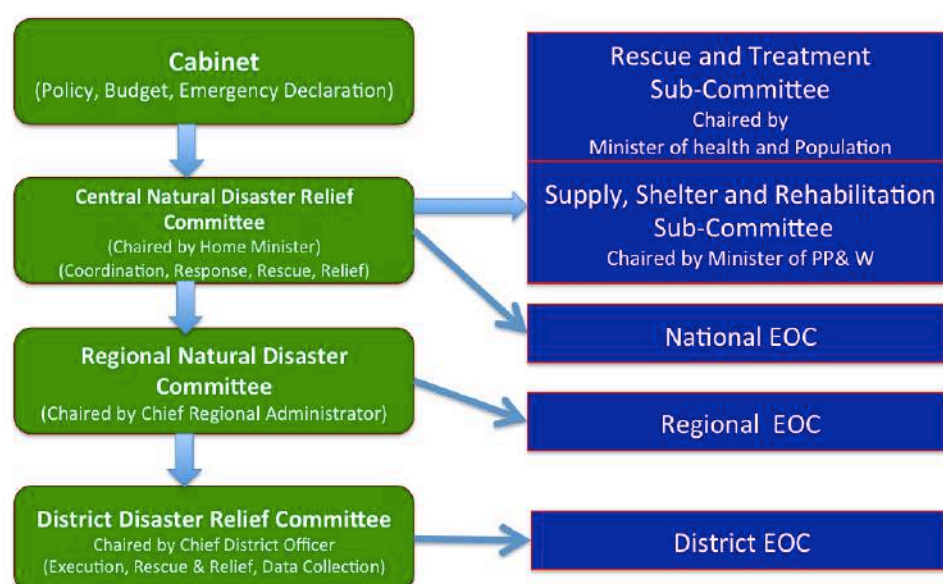 Cabinet
(Policy, Budget, Emergency Declaration)
Central Natural Disaster Relief
Committee
(Chaired by Home Minister)
(Coordination, Response, Rescue, Relief)
Regional Natural Disaster
Committee
(Chaired by Chief Regional Administrator)
District Disaster Relief Committee
Chaired by Chief District Officer
(Execution, Rescue & Relief, Data Collection)
Rescue and Treatment
Sub-Committee
Chaired by
Minister of health and Population
Supply, Shelter and Rehabilitation
Sub-Committee
Chaired by Minister of PP& W
National EOC
Regional EOC
District EOC